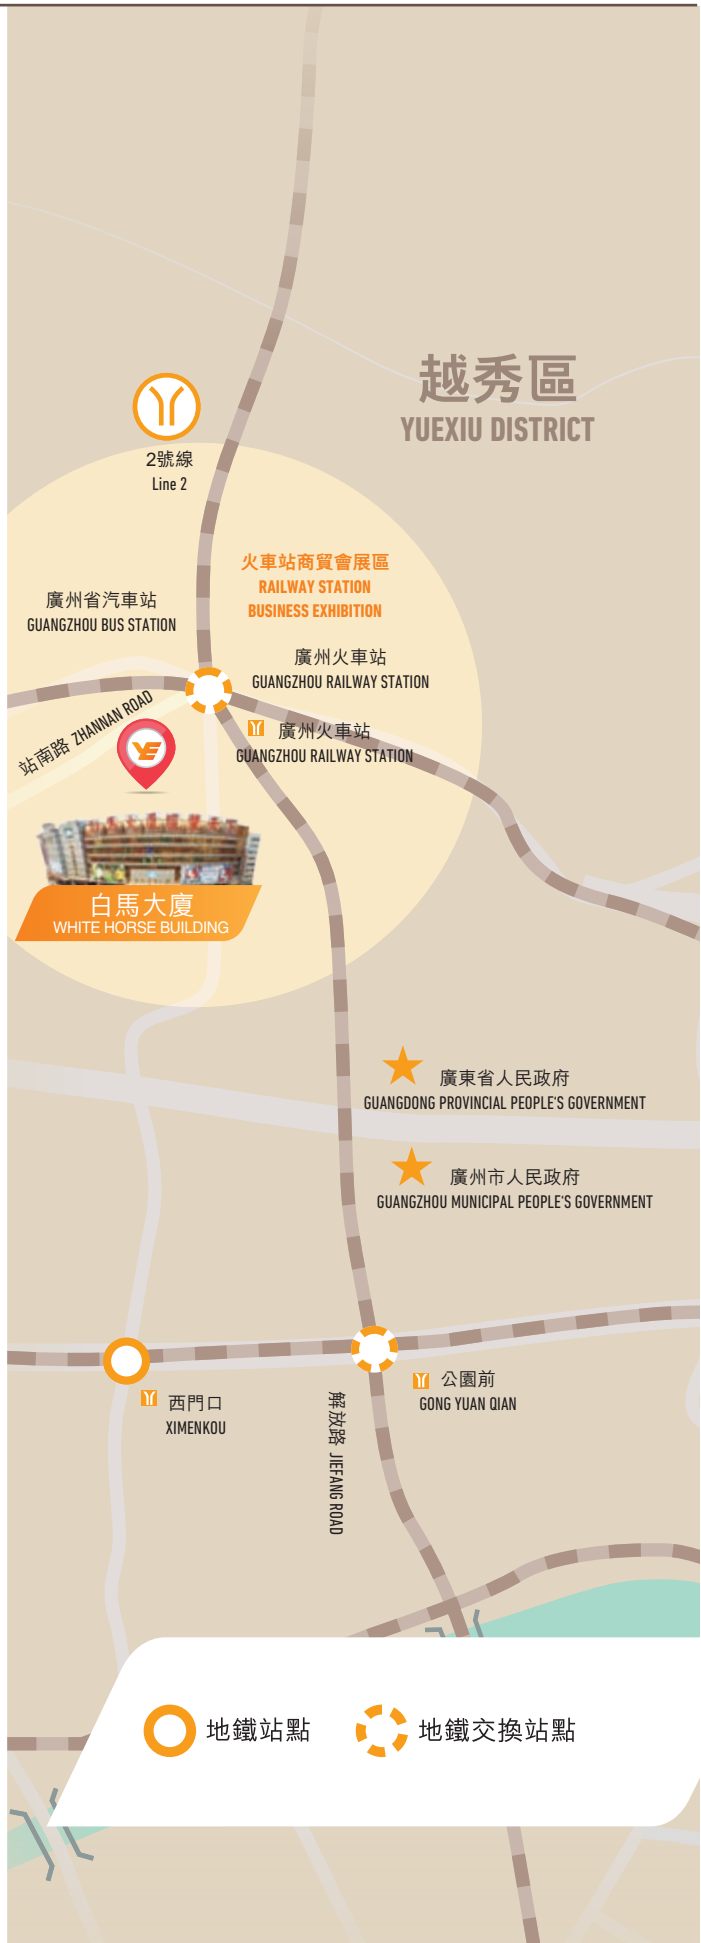 越秀區
YUEXIU DISTRICT
2號線
Line 2
火車站商貿會展區
RAILWAY STATION
BUSINESS EXHIBITION
廣州省汽車站
GUANGZHOU BUS STATION
廣州火車站
GUANGZHOU RAILWAY STATION
站南路 ZHANNAN ROAD
廣州火車站
GUANGZHOU RAILWAY STATION
白馬大廈
WHITE HORSE BUILDING
廣東省人民政府
GUANGDONG PROVINCIAL PEOPLE'S GOVERNMENT
廣州市人民政府
GUANGZHOU MUNICIPAL PEOPLE'S GOVERNMENT
公園前
GONG YUAN QIAN
西門口
XIMENKOU
解放路 JIEFANG ROAD
地鐵站點
地鐵交換站點